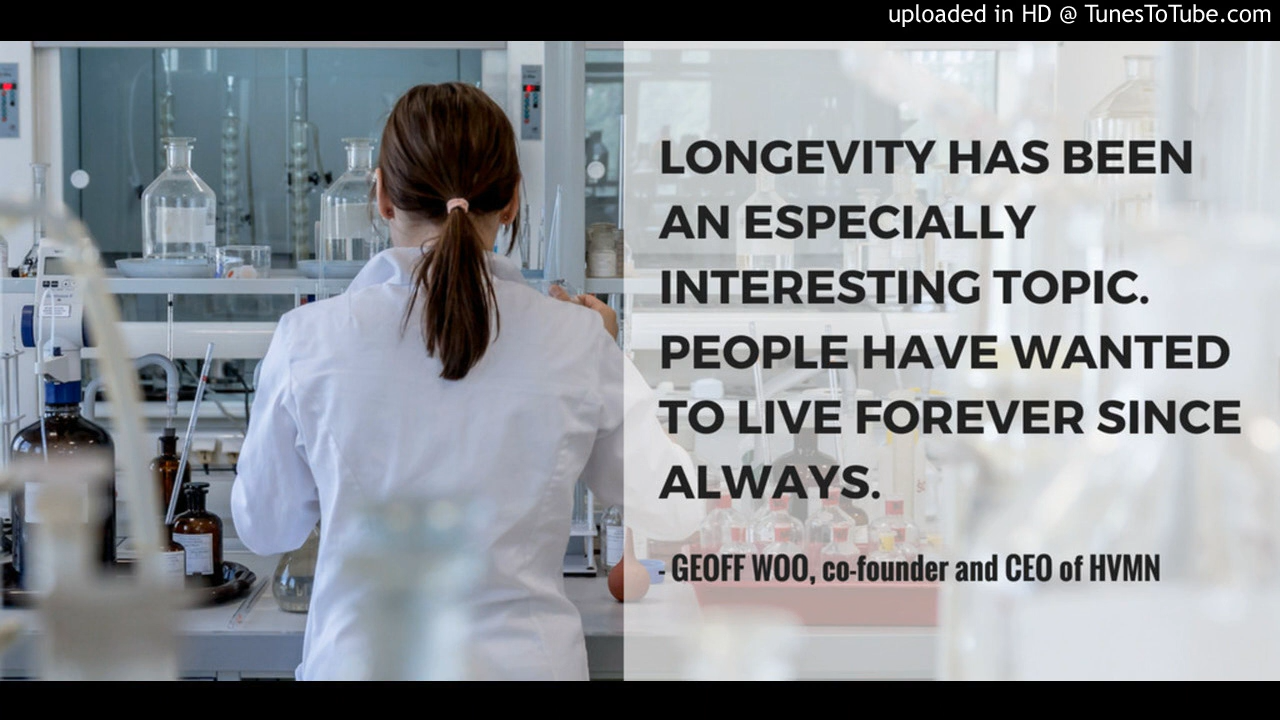 uploaded in HD @ TunesToTube.com
LONGEVITY HAS BEEN
AN ESPECIALLY
INTERESTING TOPIC.
PEOPLE HAVE WANTED
TO LIVE FOREVER SINCE
ALWAYS.
- GEOFF WOO, co-founder and CEO of HVMN